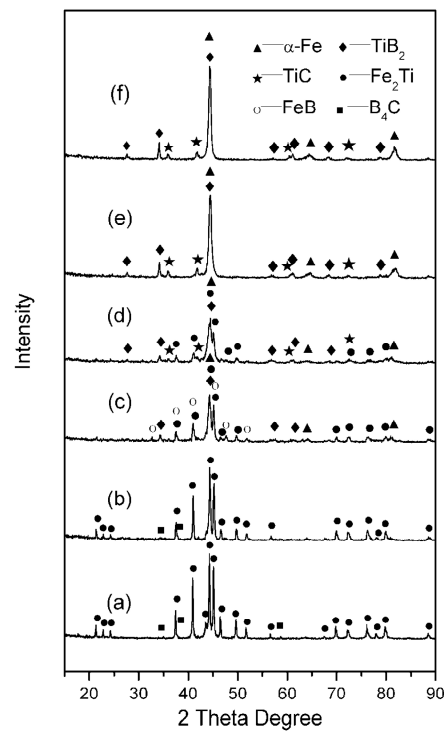 α-Fe TiB2
TiC Fe2Ti
FeB B4C
(f)
(e)
(d)
(c)
(b)
(a)
Intensity
20 30 40 50 60 70 80 90
2 Theta Degree